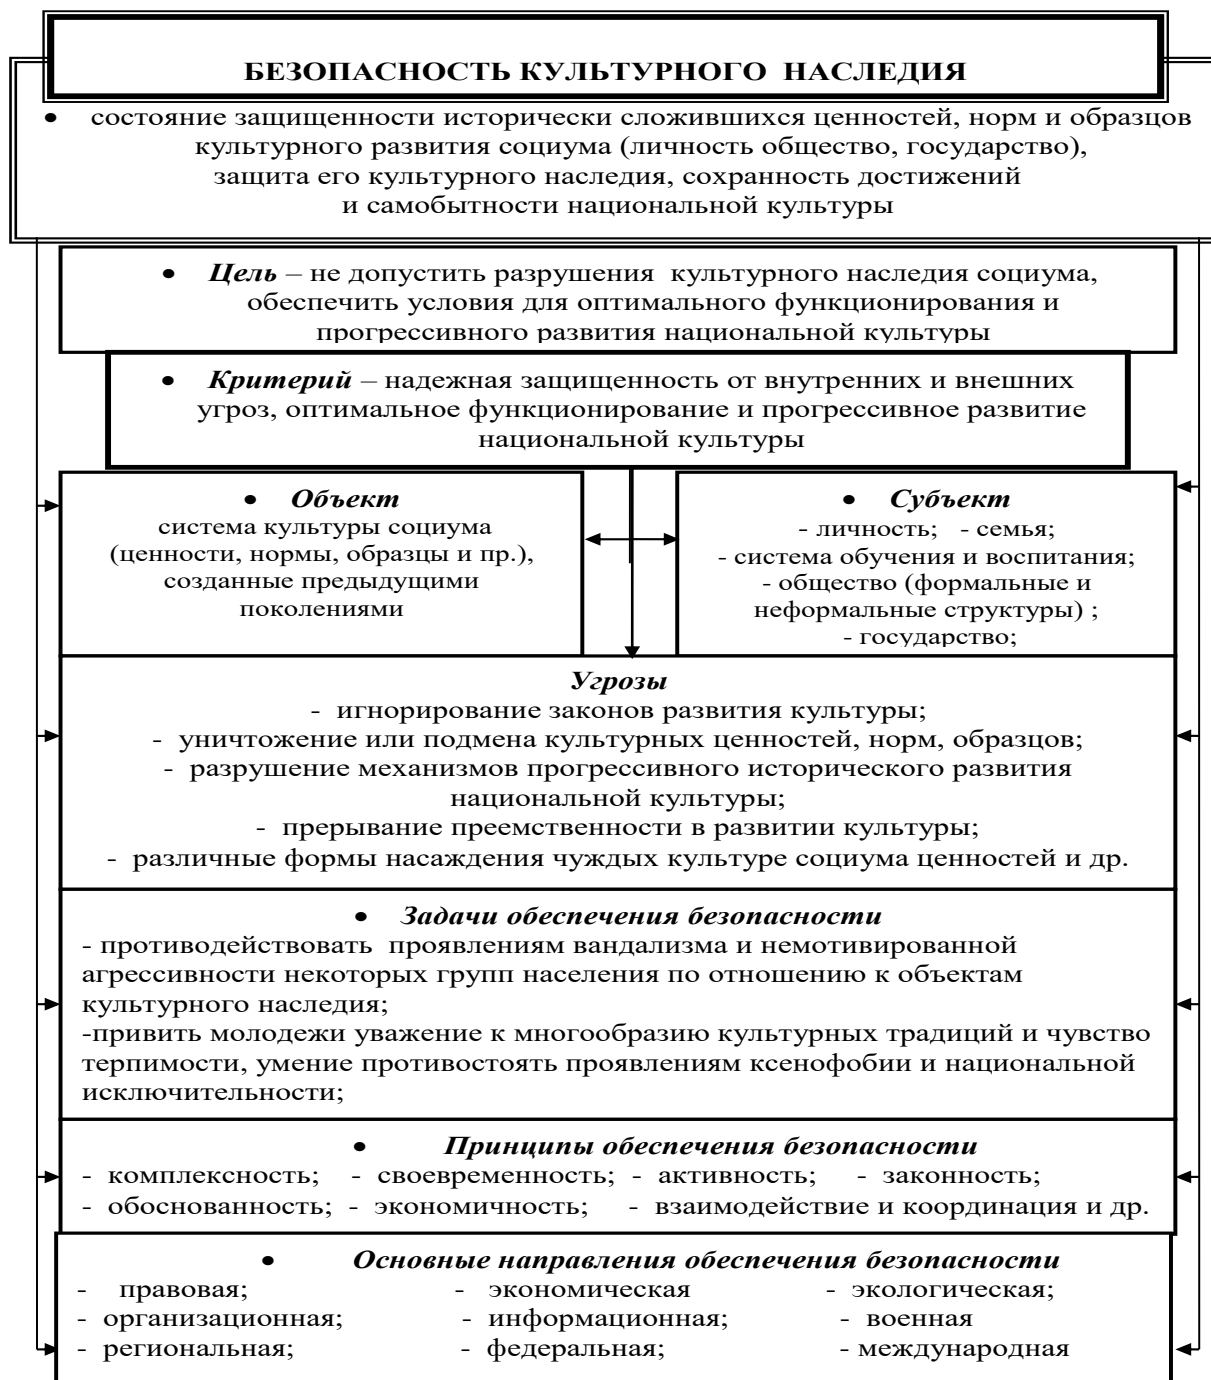 БЕЗОПАСНОСТЬ КУЛЬТУРНОГО НАСЛЕДИЯ
• состояние защищенности исторически сложившихся ценностей, норм и образцов
культурного развития социума (личность общество, государство),
защита его культурного наследия, сохранность достижений
и самобытности национальной культуры
• Цель – не допустить разрушения культурного наследия социума,
обеспечить условия для оптимального функционирования и
прогрессивного развития национальной культуры
• Критерий – надежная защищенность от внутренних и внешних
угроз, оптимальное функционирование и прогрессивное развитие
национальной культуры
• Объект
система культуры социума
(ценности, нормы, образцы и пр.),
созданные предыдущими
поколениями
• Субъект
- личность; - семья;
- система обучения и воспитания;
- общество (формальные и
неформальные структуры) ;
- государство;
Угрозы
- игнорирование законов развития культуры;
- уничтожение или подмена культурных ценностей, норм, образцов;
- разрушение механизмов прогрессивного исторического развития
национальной культуры;
- прерывание преемственности в развитии культуры;
- различные формы насаждения чуждых культуре социума ценностей и др.
• Задачи обеспечения безопасности
- противодействовать проявлениям вандализма и немотивированной
агрессивности некоторых групп населения по отношению к объектам
культурного наследия;
-привить молодежи уважение к многообразию культурных традиций и чувство
терпимости, умение противостоять проявлениям ксенофобии и национальной
исключительности;
• Принципы обеспечения безопасности
- комплексность; - своевременность; - активность; - законность;
- обоснованность; - экономичность; - взаимодействие и координация и др.
• Основные направления обеспечения безопасности
- правовая; - экономическая - экологическая;
- организационная; - информационная; - военная
- региональная; - федеральная; - международная